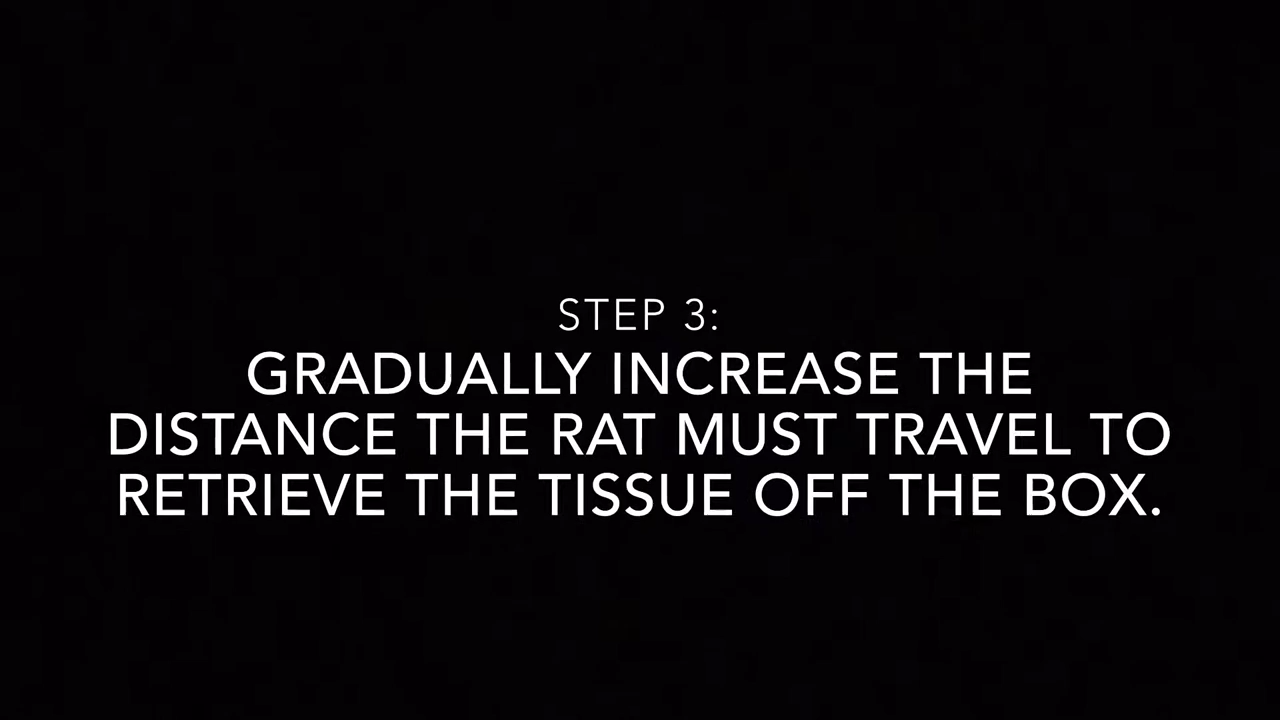 STEP 3:
GRADUALLY INCREASE THE
DISTANCE THE RAT MUST TRAVEL TO
RETRIEVE THE TISSUE OFF THE BOX.